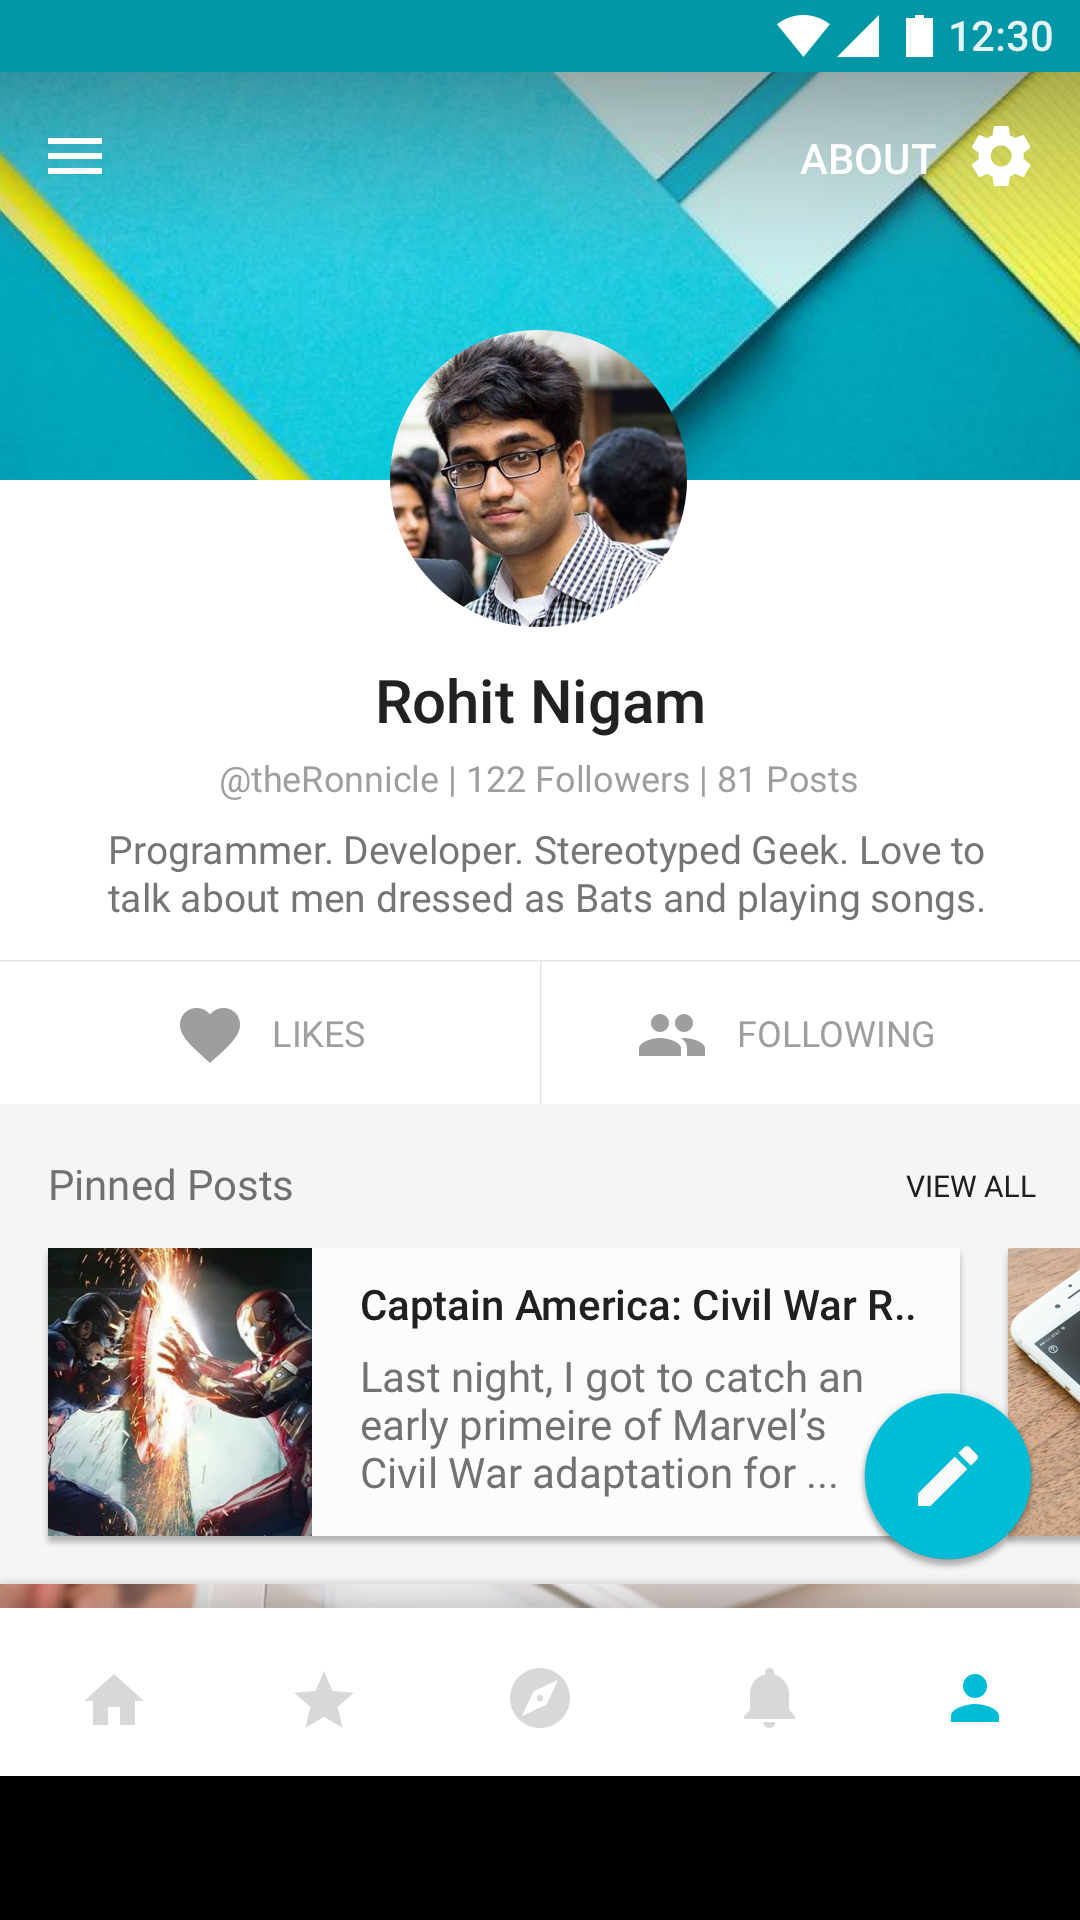 12:30
ABOUT
Rohit Nigam
@theRonnicle | 122 Followers | 81 Posts
Programmer. Developer. Stereotyped Geek. Love to
talk about men dressed as Bats and playing songs.
LIKES
FOLLOWING
Pinned Posts
VIEW ALL
Captain America: Civil War R..
Last night, I got to catch an
early primeire of Marvel’s
Civil War adaptation for ...